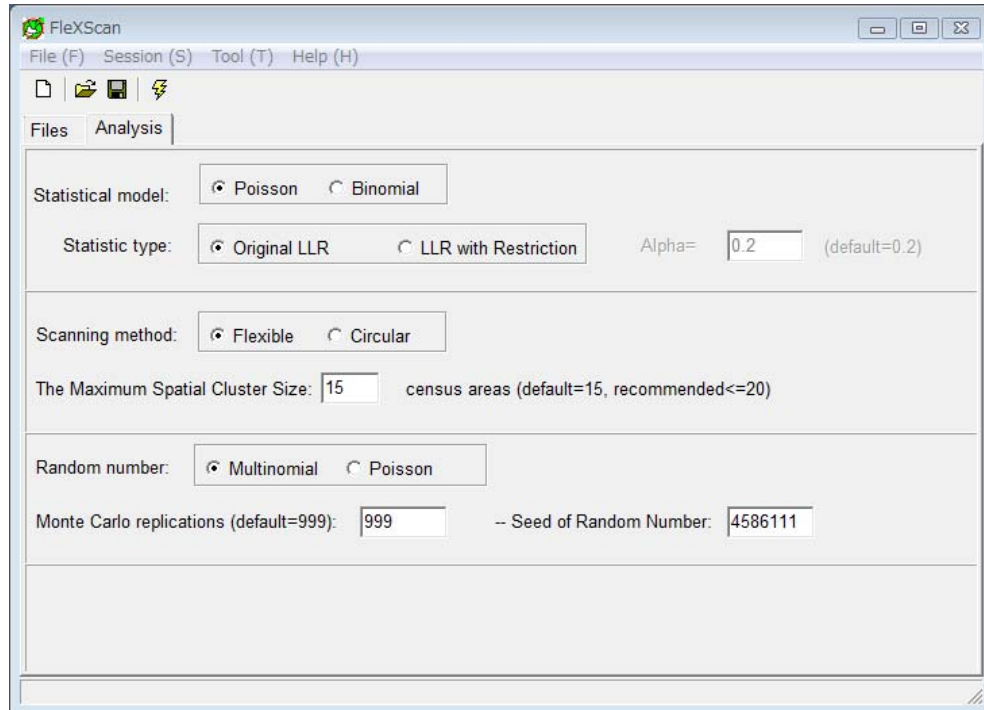 FleXScan
File (F) Session (S) Tool (T) Help (H)
Files Analysis
Statistical model: Poisson Binomial
Statistic type: Original LLR LLR with Restriction Alpha= 0.2 (default=0.2)
Scanning method: Flexible Circular
The Maximum Spatial Cluster Size: 15 census areas (default=15, recommended<=20)
Random number: Multinomial Poisson
Monte Carlo replications (default=999): 999 -- Seed of Random Number: 4586111